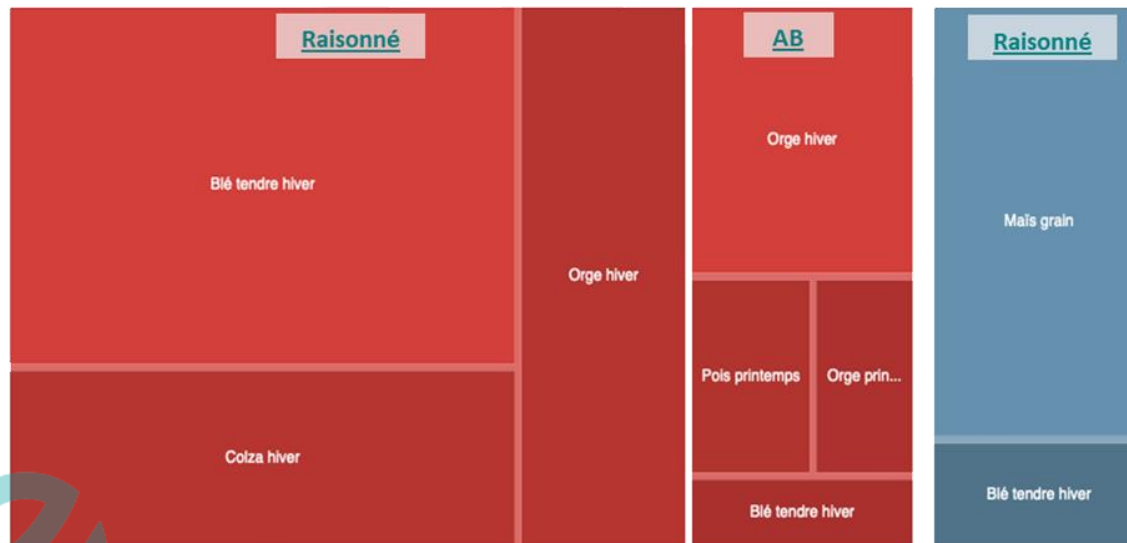 Raisonné
Blé tendre hiver
Colza hiver
Orge hiver
AB
Orge hiver
Pois printemps
Orge prin...
Blé tendre hiver
Raisonné
Maïs grain
Blé tendre hiver